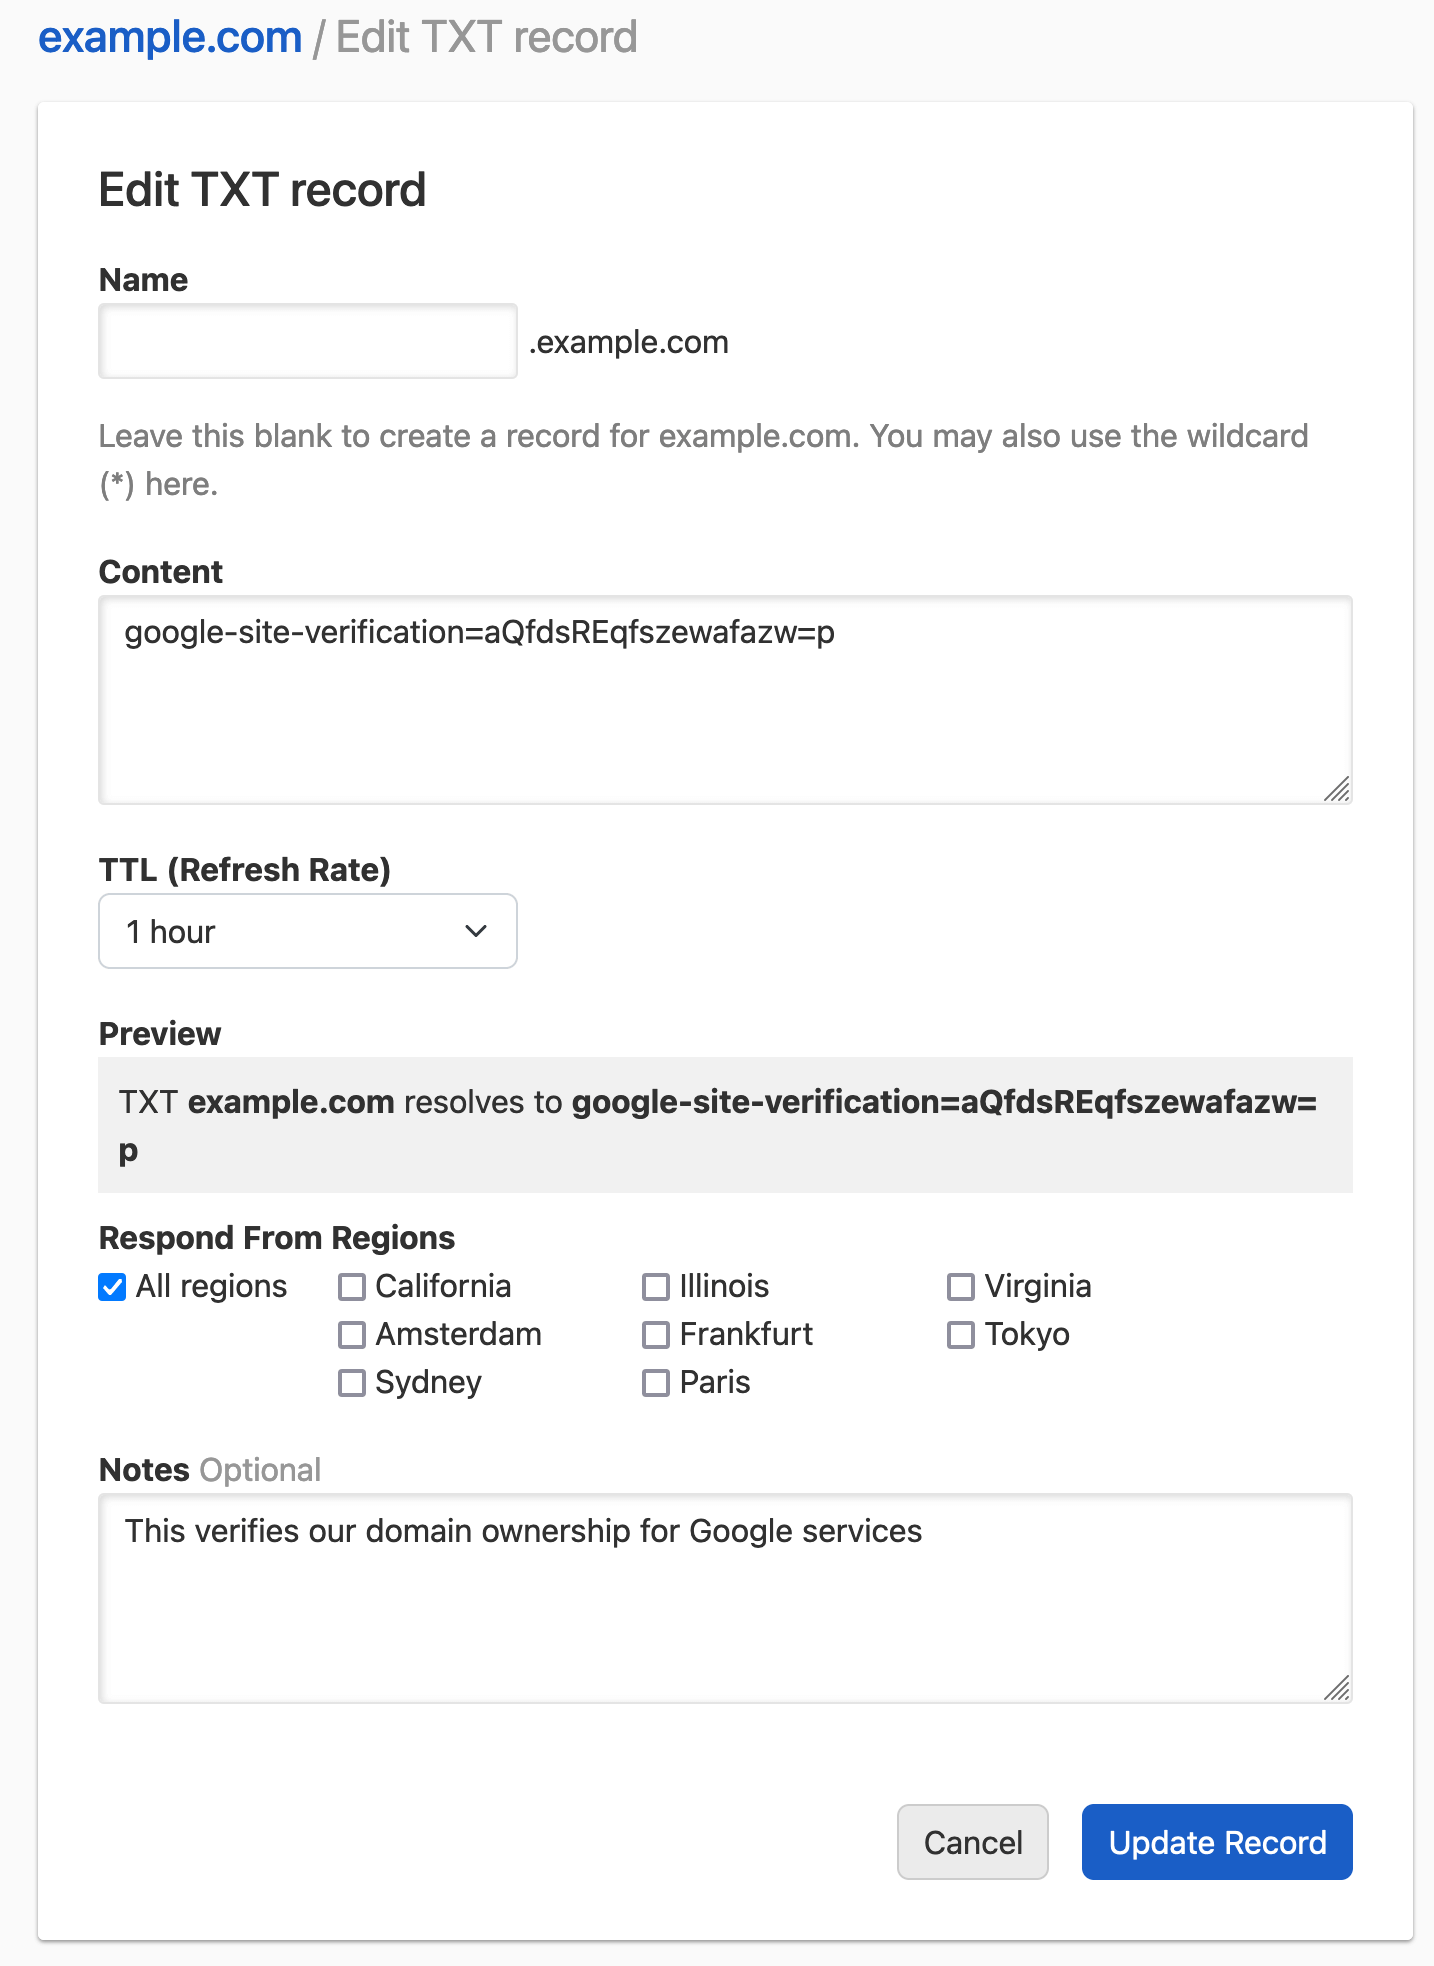 example.com / Edit TXT record
Edit TXT record
Name
.example.com
Leave this blank to create a record for example.com. You may also use the wildcard
(*) here.
Content
google-site-verification=aQfdsREqfszewafazw=p
TTL (Refresh Rate)
1 hour
Preview
TXT example.com resolves to google-site-verification=aQfdsREqfszewafazw=
p
Respond From Regions
All regions California Illinois Virginia
Amsterdam Frankfurt Tokyo
Sydney Paris
Notes Optional
This verifies our domain ownership for Google services
Cancel Update Record